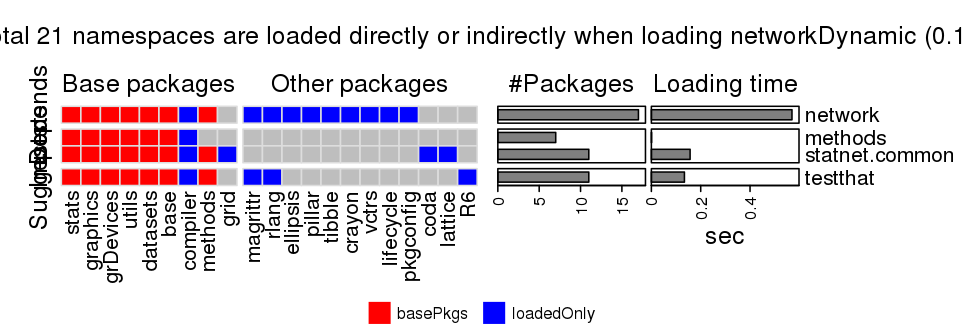 otal 21 namespaces are loaded directly or indirectly when loading networkDynamic (0.1
Base packages
Other packages
#Packages
Loading time
network
methods
statnet.common
testthat
stats
graphics
grDevices
utils
datasets
base
compiler
methods
grid
magrittr
rlang
ellipsis
pillar
tibble
crayon
vctrs
lifecycle
pkgconfig
coda
lattice
R6
0
5
10
15
0
0.2
0.4
sec
basePkgs
loadedOnly